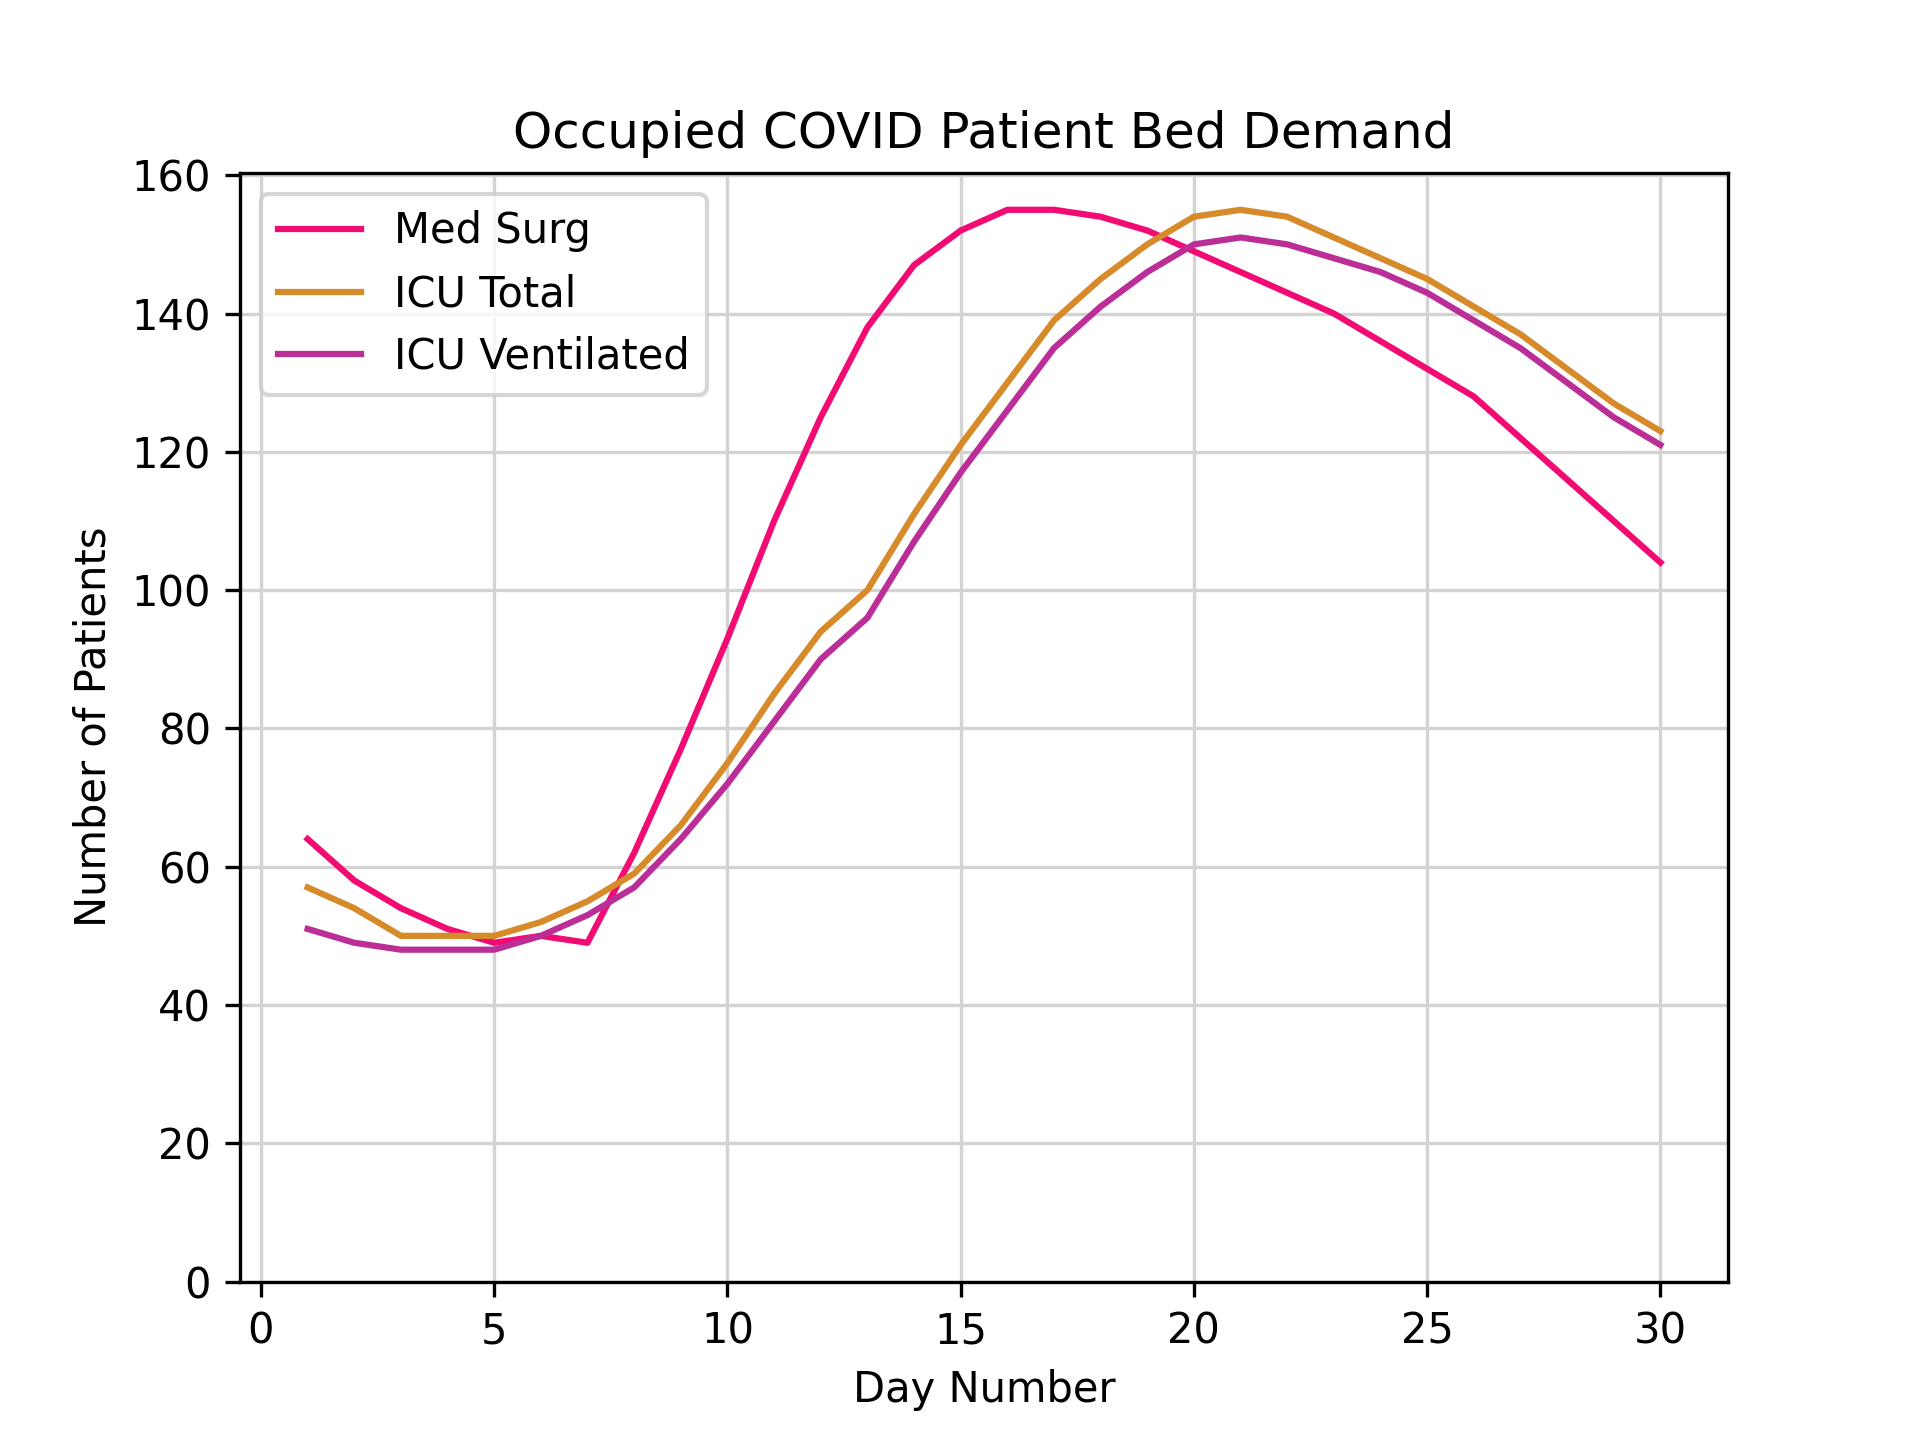 Occupied COVID Patient Bed Demand
Med Surg
ICU Total
ICU Ventilated
Number of Patients
160
140
120
100
80
60
40
20
0
0 5 10 15 20 25 30
Day Number